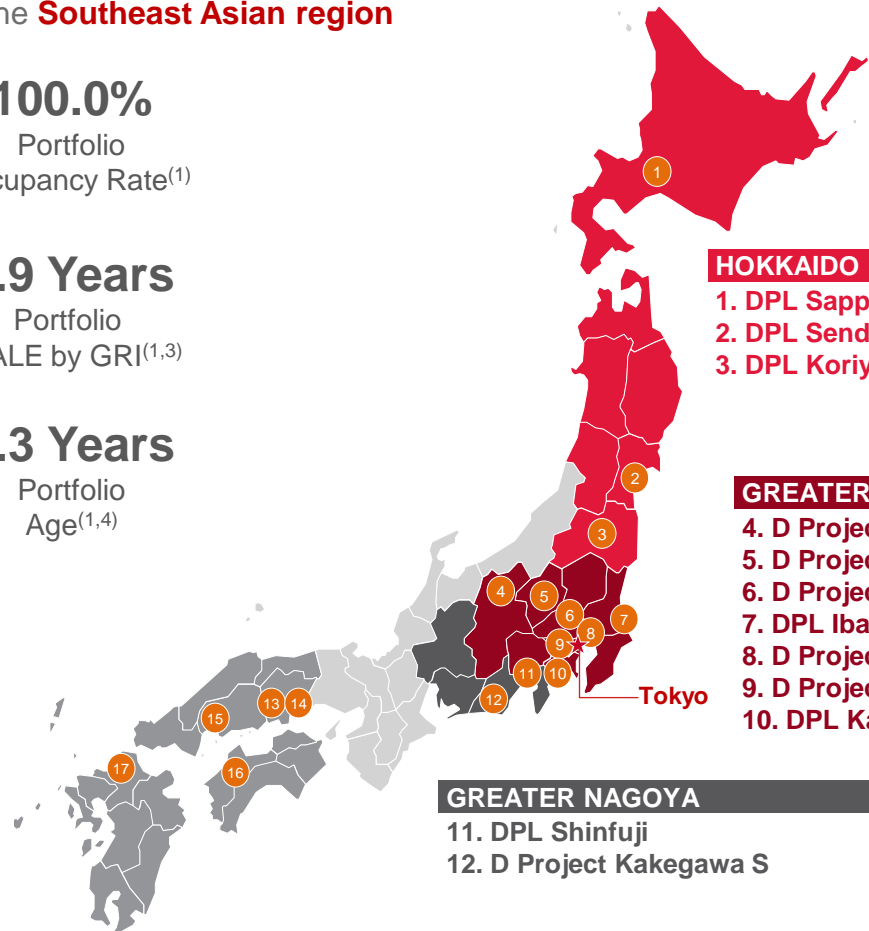 ne Southeast Asian region
100.0%
Portfolio
cupancy Rate(1)
.9 Years
Portfolio
ALE by GRI(1,3)
.3 Years
Portfolio
Age(1,4)
HOKKAIDO
1. DPL Sapp
2. DPL Send
3. DPL Koriy
GREATER
4. D Projec
5. D Projec
6. D Projec
7. DPL Iba
8. D Projec
9. D Projec
10. DPL Ka
Tokyo
GREATER NAGOYA
11. DPL Shinfuji
12. D Project Kakegawa S
1
2
3
4
5
6
7
8
9
10
11
12
13
14
15
16
17